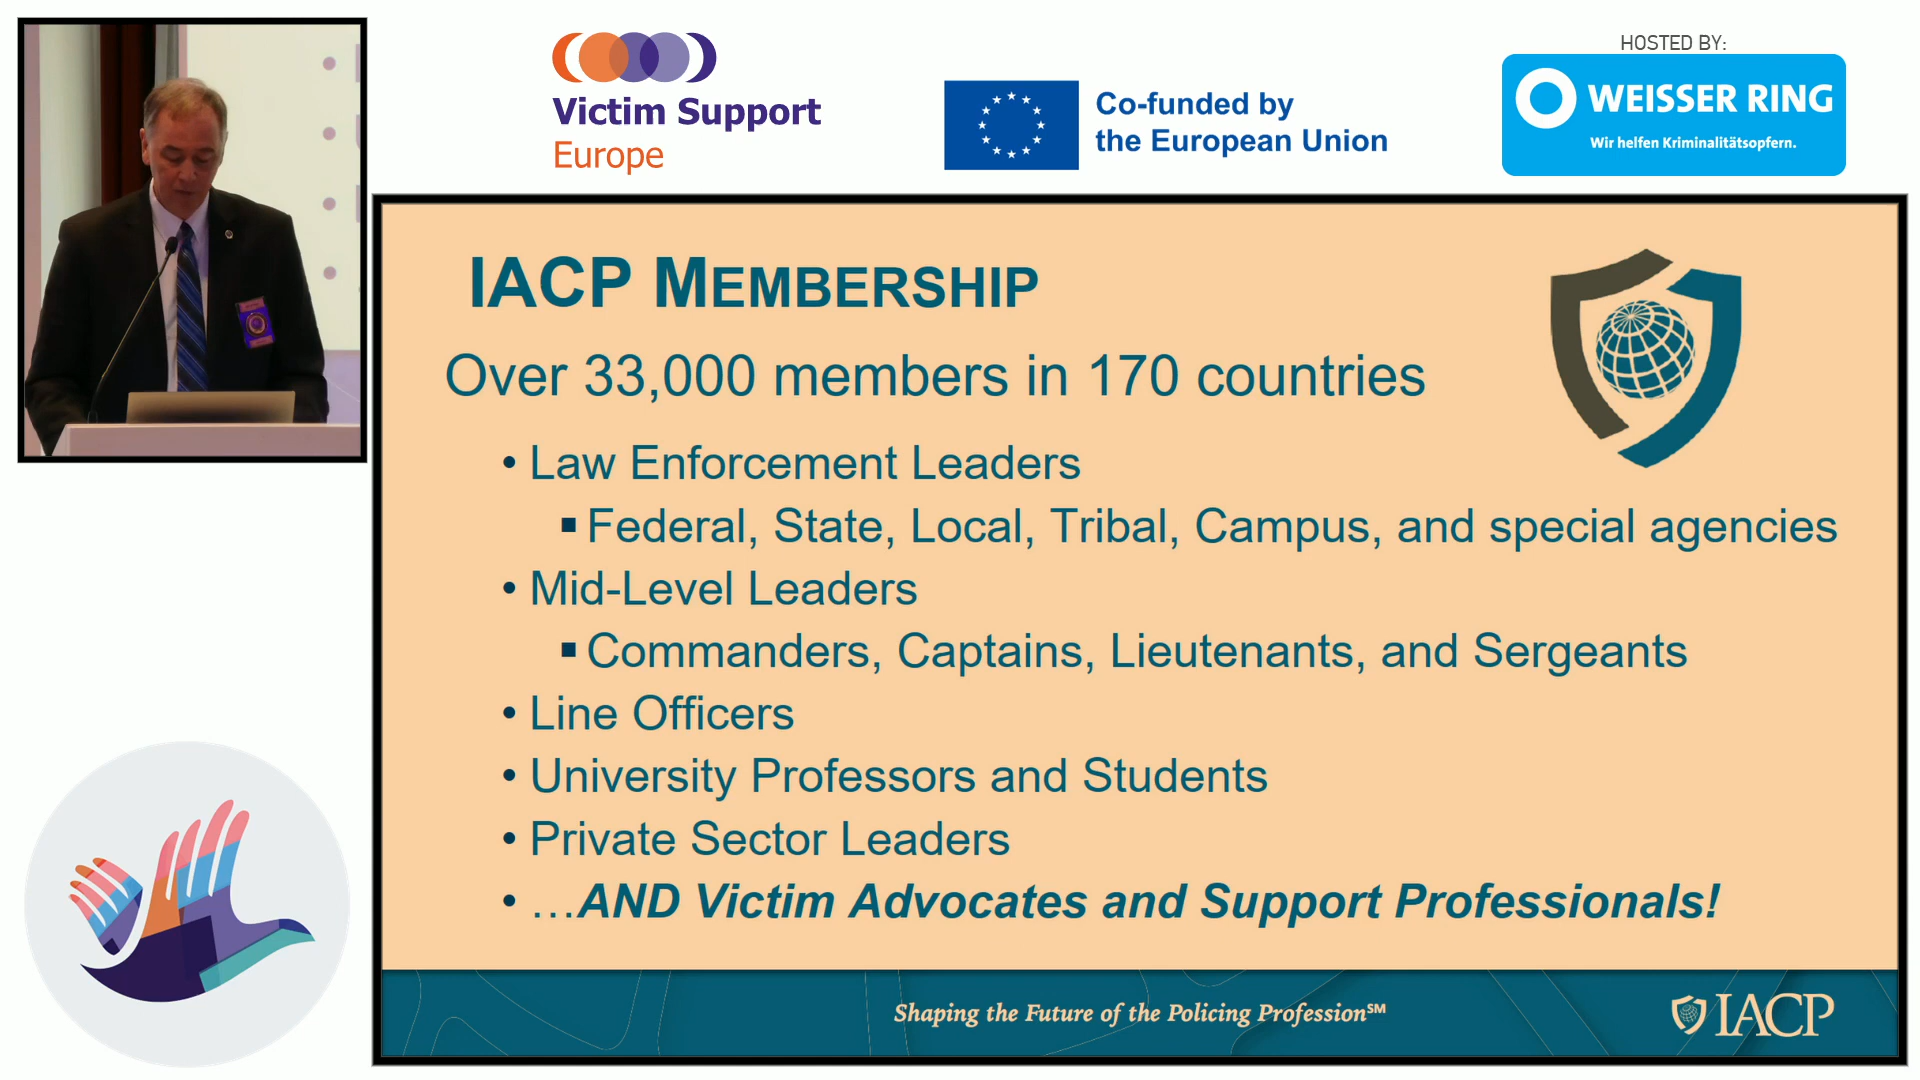 Victim Support
Europe
Co-funded by
the European Union
HOSTED BY:
WEISSER RING
Wir helfen Kriminalitätsopfern.
IACP MEMBERSHIP
Over 33,000 members in 170 countries
• Law Enforcement Leaders
▪ Federal, State, Local, Tribal, Campus, and special agencies
• Mid-Level Leaders
▪ Commanders, Captains, Lieutenants, and Sergeants
• Line Officers
• University Professors and Students
• Private Sector Leaders
• …AND Victim Advocates and Support Professionals!
Shaping the Future of the Policing Profession℠
IACP